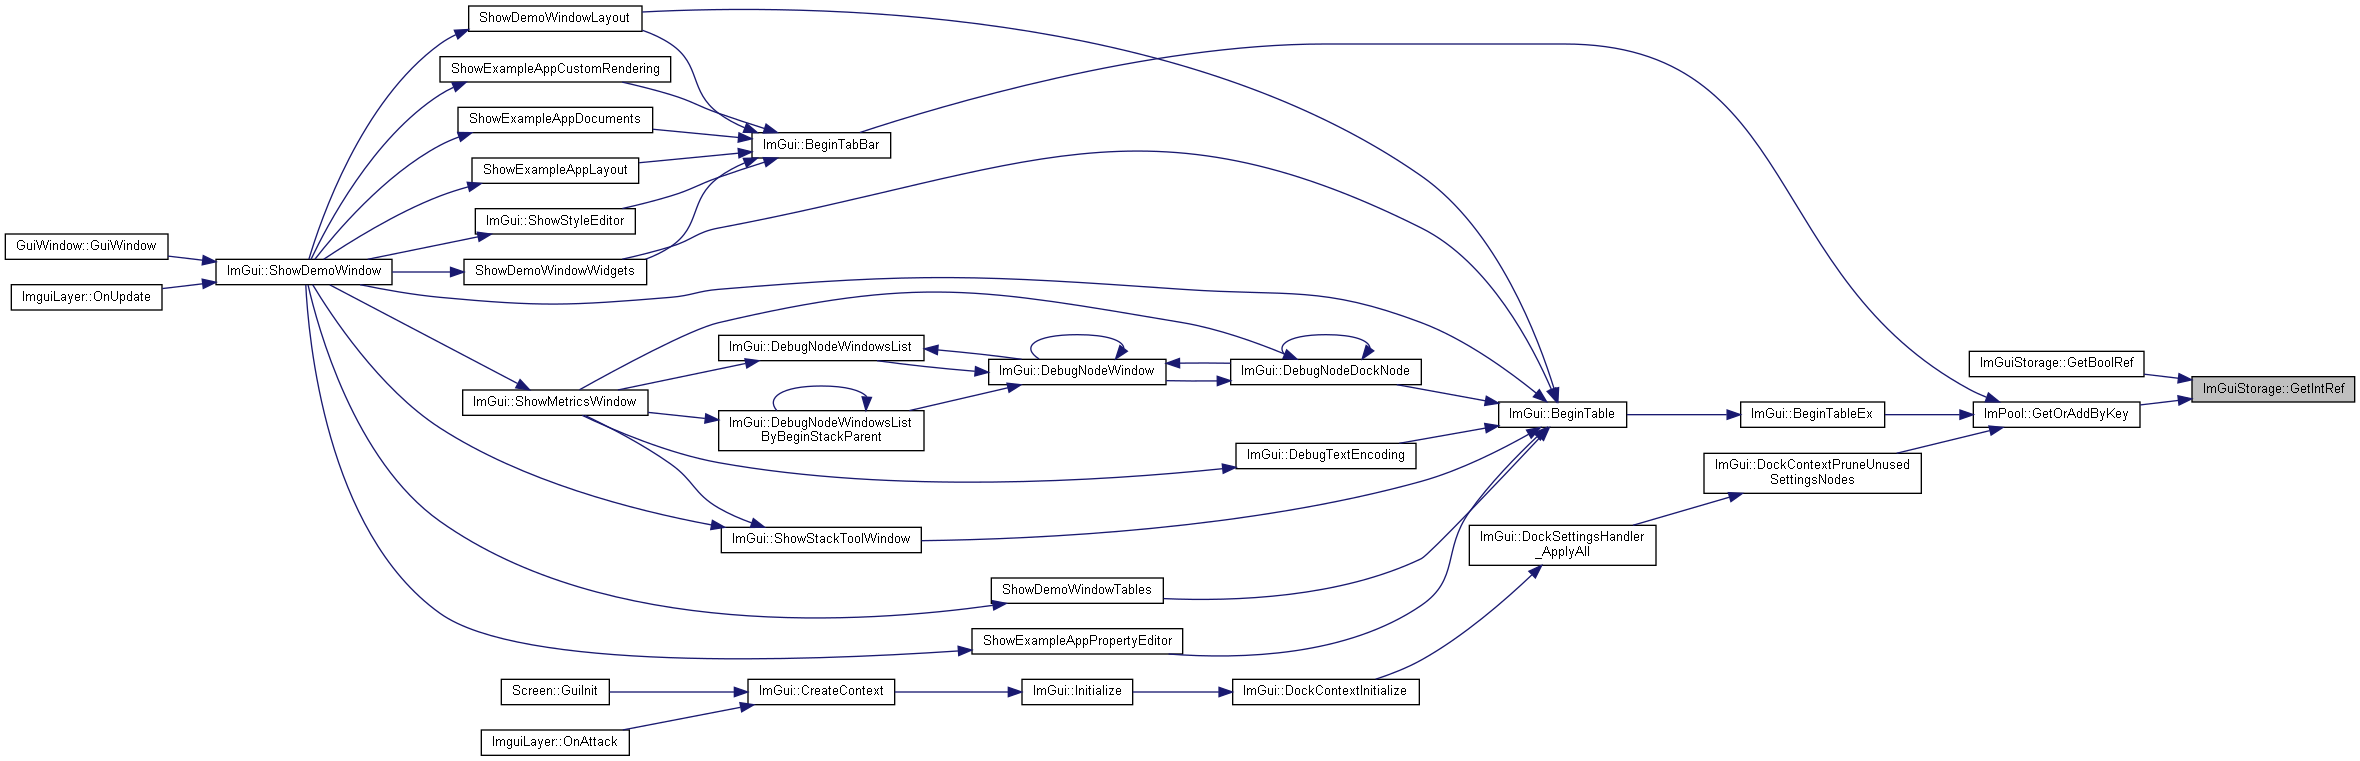 ShowDemoWindowLayout
ShowExampleAppCustomRendering
ShowExampleAppDocuments
ImGui::BeginTabBar
ShowExampleAppLayout
ImGui::ShowStyleEditor
GuiWindow::GuiWindow
ImGui::ShowDemoWindow
ShowDemoWindowWidgets
ImguiLayer::OnUpdate
ImGui::DebugNodeWindowsList
ImGui::DebugNodeWindow
ImGui::DebugNodeDockNode
ImGuiStorage::GetBoolRef
ImGuiStorage::GetIntRef
ImGui::ShowMetricsWindow
ImGui::DebugNodeWindowsList
ByBeginStackParent
ImGui::BeginTable
ImGui::BeginTableEx
ImPool::GetOrAddByKey
ImGui::DebugTextEncoding
ImGui::DockContextPruneUnused
SettingsNodes
ImGui::ShowStackToolWindow
ImGui::DockSettingsHandler
_ApplyAll
ShowDemoWindowTables
ShowExampleAppPropertyEditor
Screen::GuiInit
ImGui::CreateContext
ImGui::Initialize
ImGui::DockContextInitialize
ImguiLayer::OnAttack